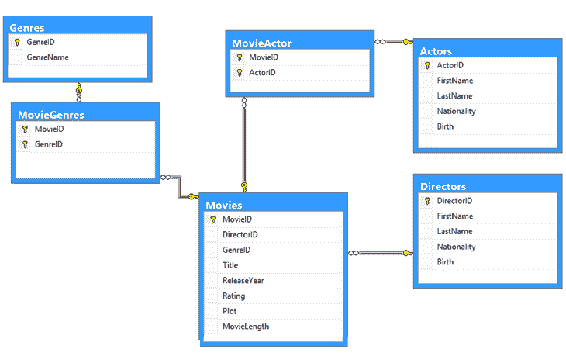 Genres
GenreID
GenreName
MovieGenres
MovieID
GenreID
MovieActor
MovieID
ActorID
Actors
ActorID
FirstName
LastName
Nationality
Birth
Movies
MovieID
DirectorID
GenreID
Title
ReleaseYear
Rating
Plot
MovieLength
Directors
DirectorID
FirstName
LastName
Nationality
Birth